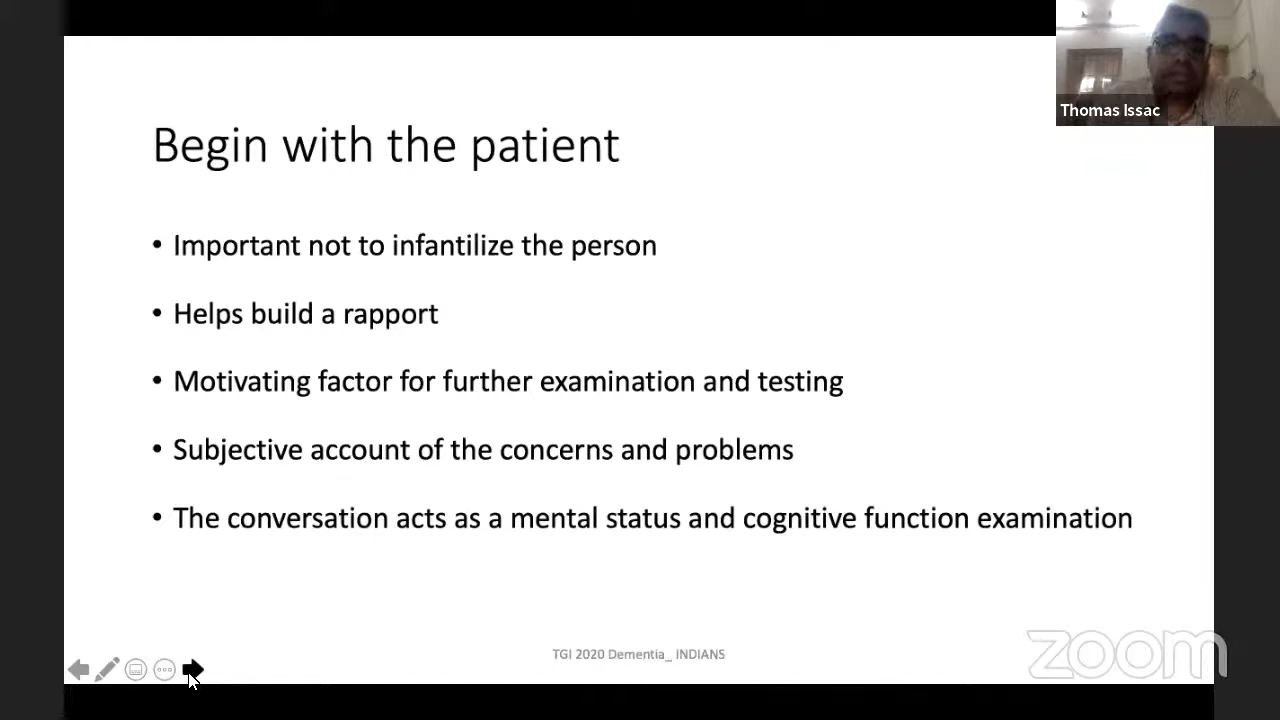 Thomas Issac
Begin with the patient
• Important not to infantilize the person
• Helps build a rapport
• Motivating factor for further examination and testing
• Subjective account of the concerns and problems
• The conversation acts as a mental status and cognitive function examination
TGI 2020 Dementia_ INDIANS
zoom